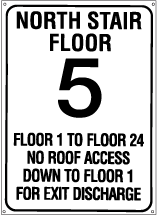 NORTH STAIR
FLOOR
5
FLOOR 1 TO FLOOR 24
NO ROOF ACCESS
DOWN TO FLOOR 1
FOR EXIT DISCHARGE